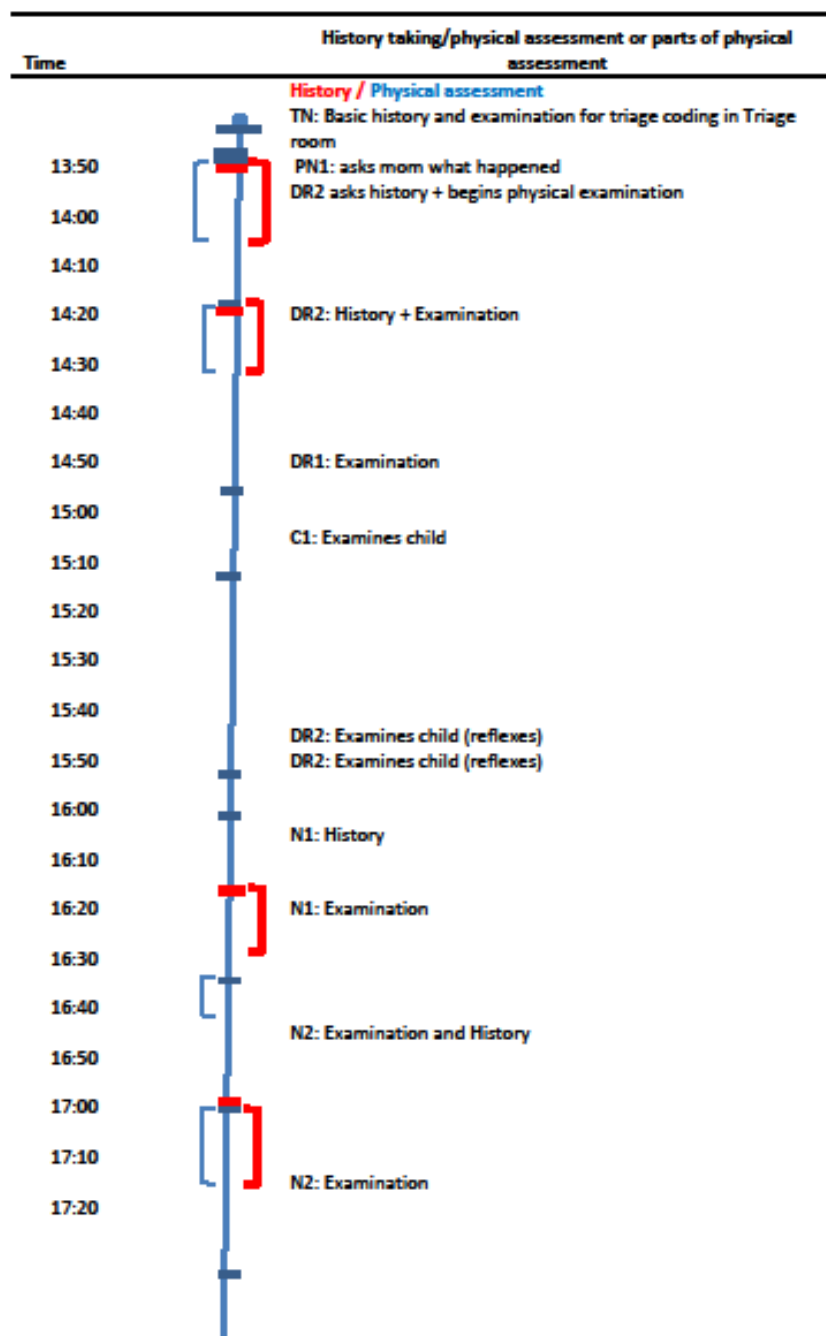 History taking/physical assessment or parts of physical
Time assessment
History / Physical assessment
TN: Basic history and examination for triage coding in Triage
room
13:50 PN1: asks mom what happened
DR2 asks history + begins physical examination
14:00
14:10
14:20 DR2: History + Examination
14:30
14:40
14:50 DR1: Examination
15:00
C1: Examines child
15:10
15:20
15:30
15:40
DR2: Examines child (reflexes)
15:50 DR2: Examines child (reflexes)
16:00
N1: History
16:10
16:20 N1: Examination
16:30
16:40
N2: Examination and History
16:50
17:00
17:10
N2: Examination
17:20